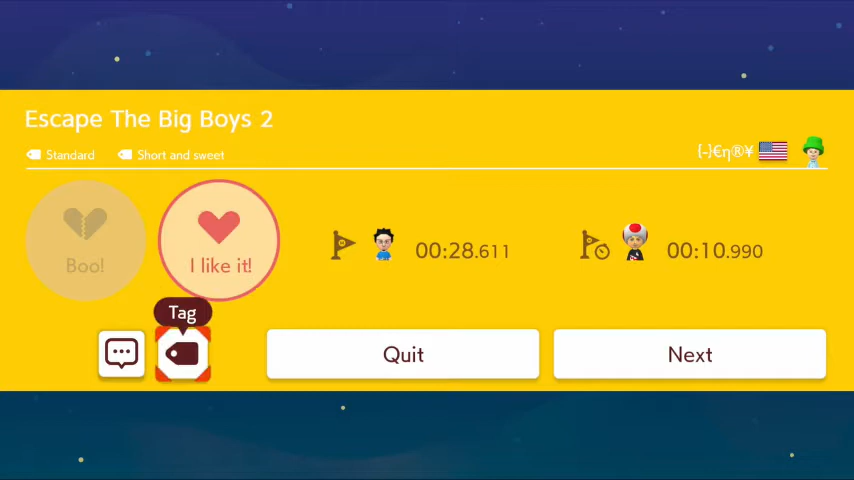 Escape The Big Boys 2
Standard Short and sweet
{-}€η®¥
Boo!
I like it!
00:28.611
00:10.990
Tag
Quit
Next